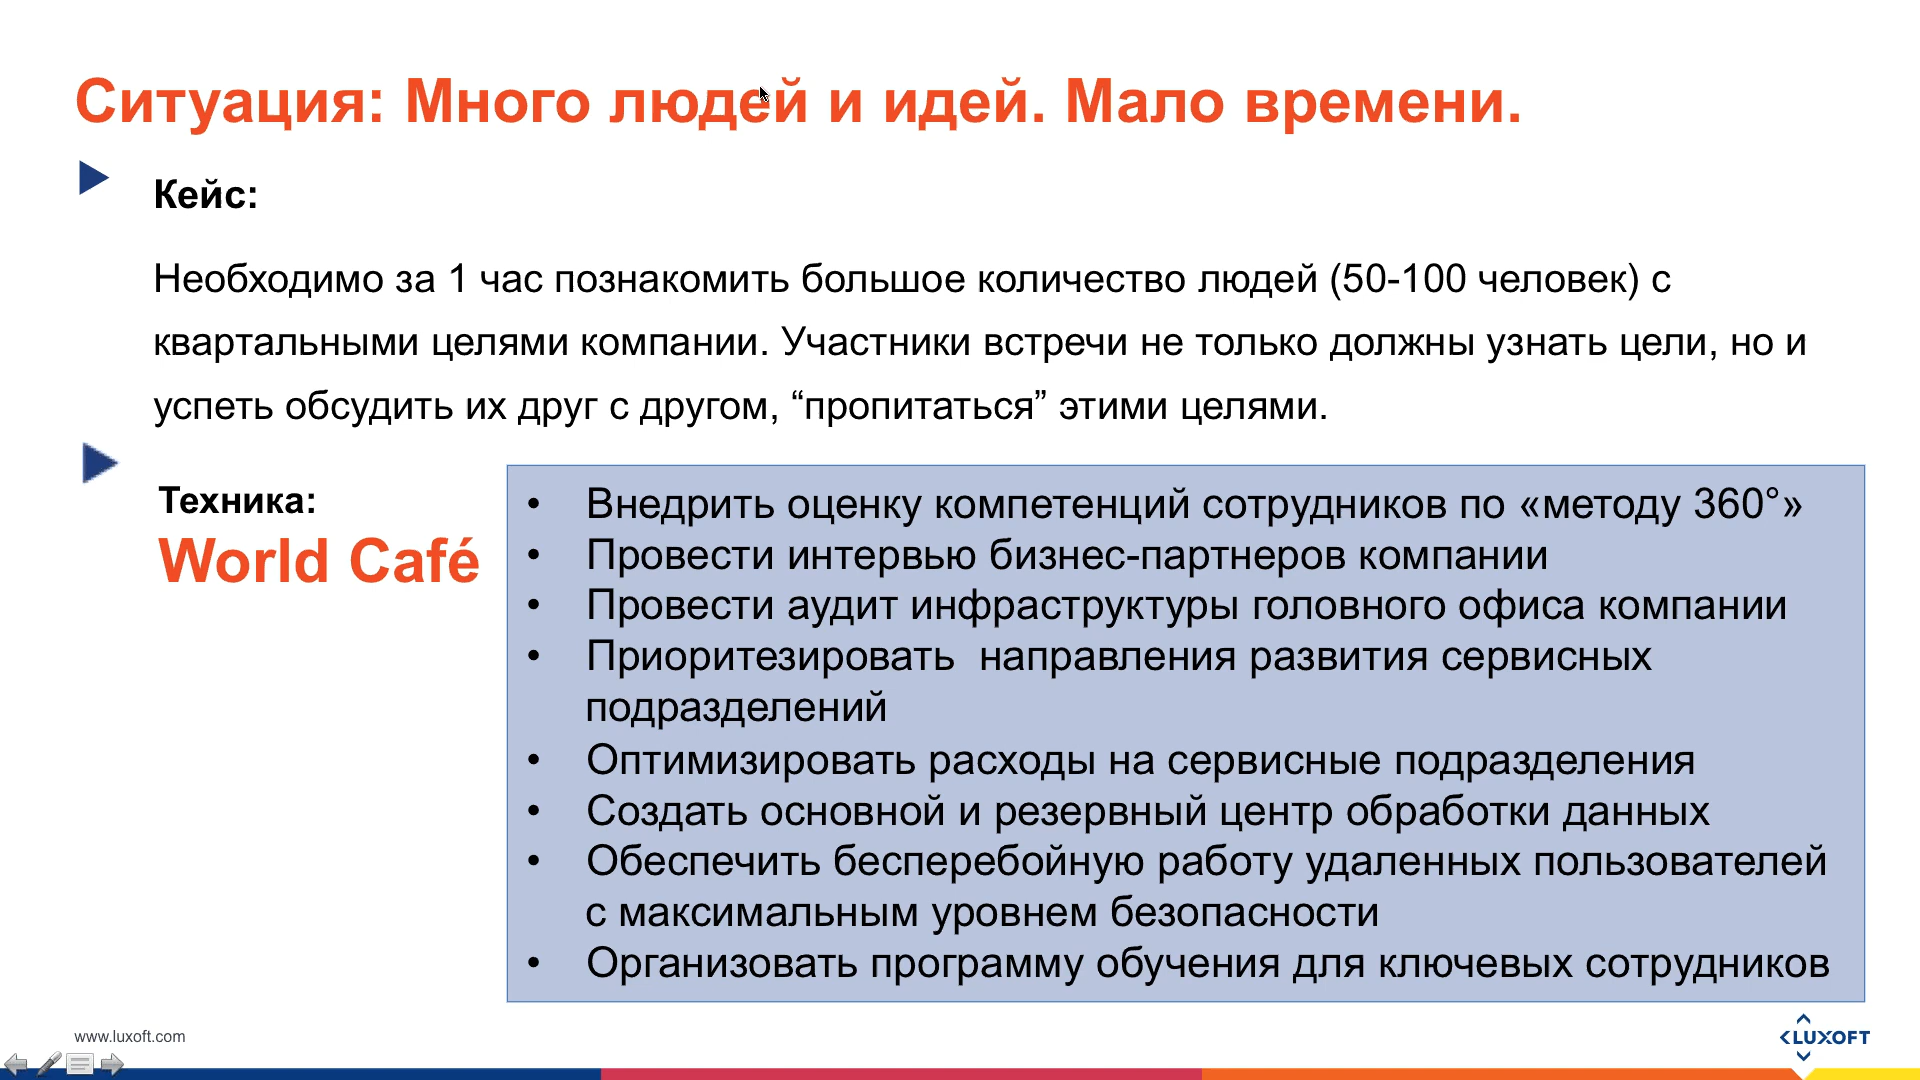 Ситуация: Много людей и идей. Мало времени.
Кейс:
Необходимо за 1 час познакомить большое количество людей (50-100 человек) с
квартальными целями компании. Участники встречи не только должны узнать цели, но и
успеть обсудить их друг с другом, “пропитаться” этими целями.
Техника:
World Café
• Внедрить оценку компетенций сотрудников по «методу 360°»
• Провести интервью бизнес-партнеров компании
• Провести аудит инфраструктуры головного офиса компании
• Приоритезировать  направления развития сервисных
подразделений
• Оптимизировать расходы на сервисные подразделения
• Создать основной и резервный центр обработки данных
• Обеспечить бесперебойную работу удаленных пользователей
с максимальным уровнем безопасности
• Организовать программу обучения для ключевых сотрудников
www.luxoft.com
LUXOFT